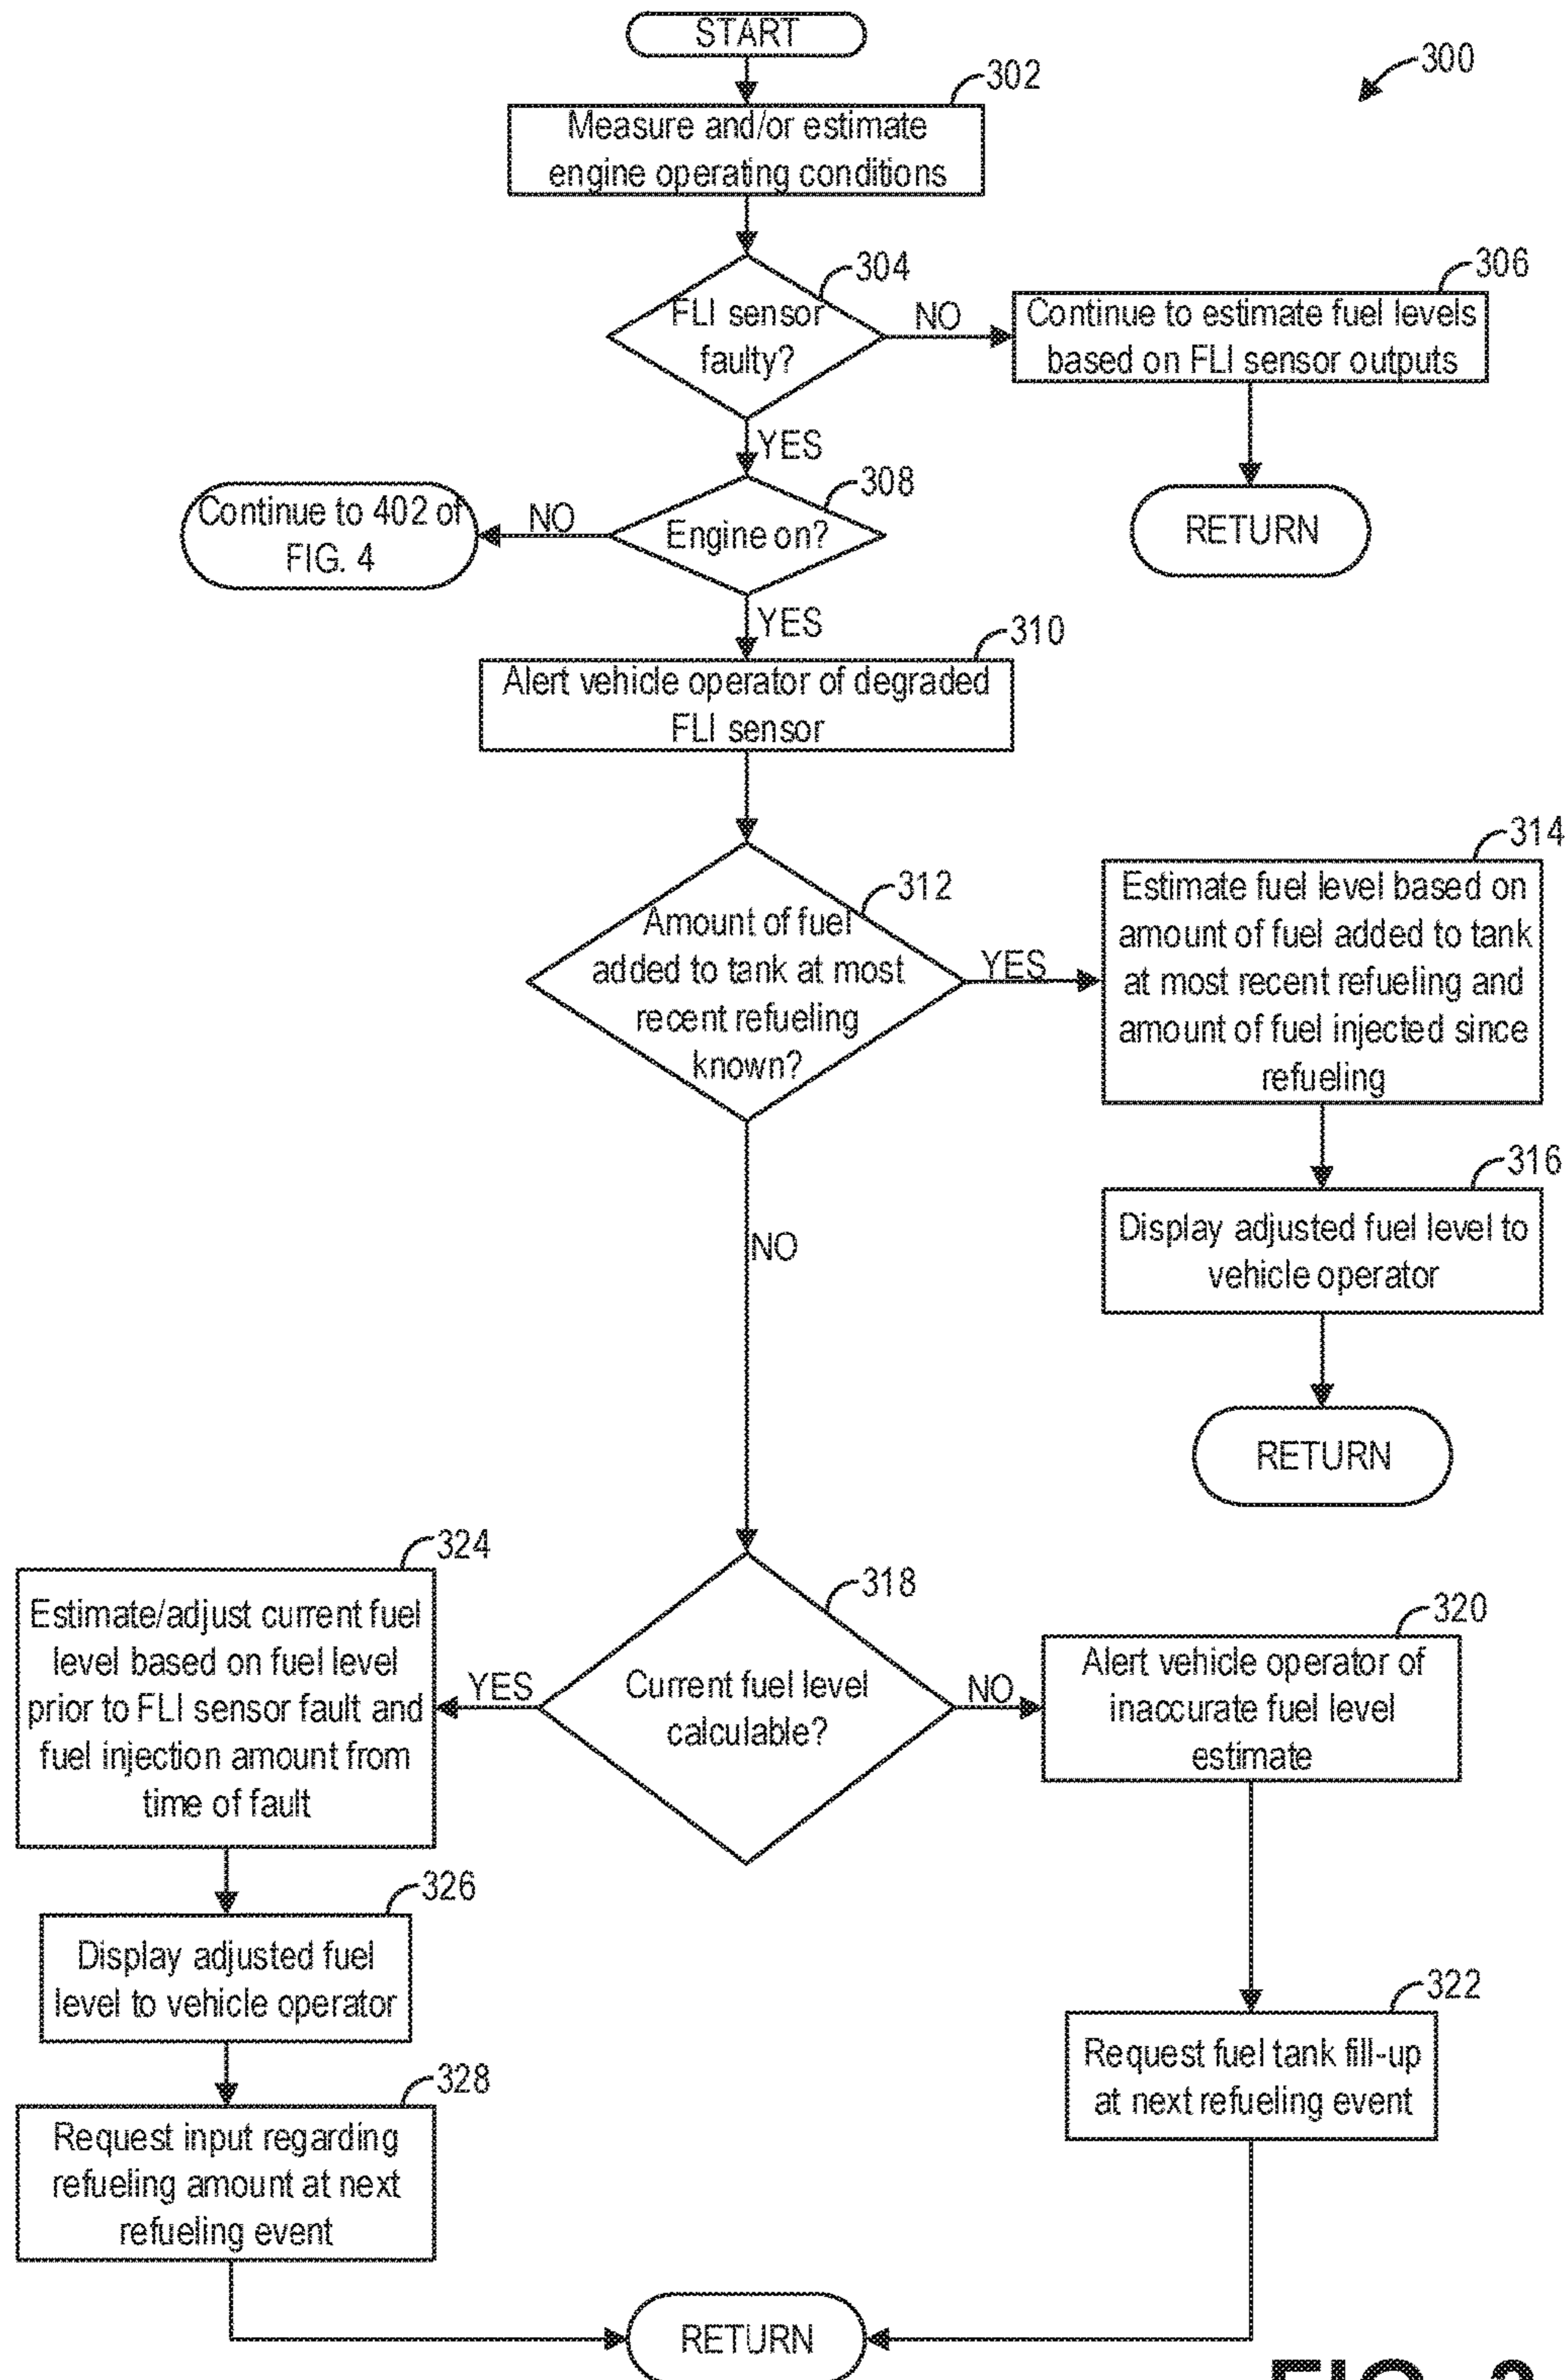 START
300
302
Measure and/or estimate
engine operating conditions
304
FLI sensor
faulty?
NO
306
Continue to estimate fuel levels
based on FLI sensor outputs
YES
RETURN
308
Engine on?
NO
Continue to 402 of
FIG. 4
YES
310
Alert vehicle operator of degraded
FLI sensor
312
Amount of fuel
added to tank at most
recent refueling
known?
YES
314
Estimate fuel level based on
amount of fuel added to tank
at most recent refueling and
amount of fuel injected since
refueling
316
Display adjusted fuel level to
vehicle operator
RETURN
NO
318
Current fuel level
calculable?
YES
324
Estimate/adjust current fuel
level based on fuel level
prior to FLI sensor fault and
fuel injection amount from
time of fault
326
Display adjusted fuel
level to vehicle operator
328
Request input regarding
refueling amount at next
refueling event
NO
320
Alert vehicle operator of
inaccurate fuel level
estimate
322
Request fuel tank fill-up
at next refueling event
RETURN